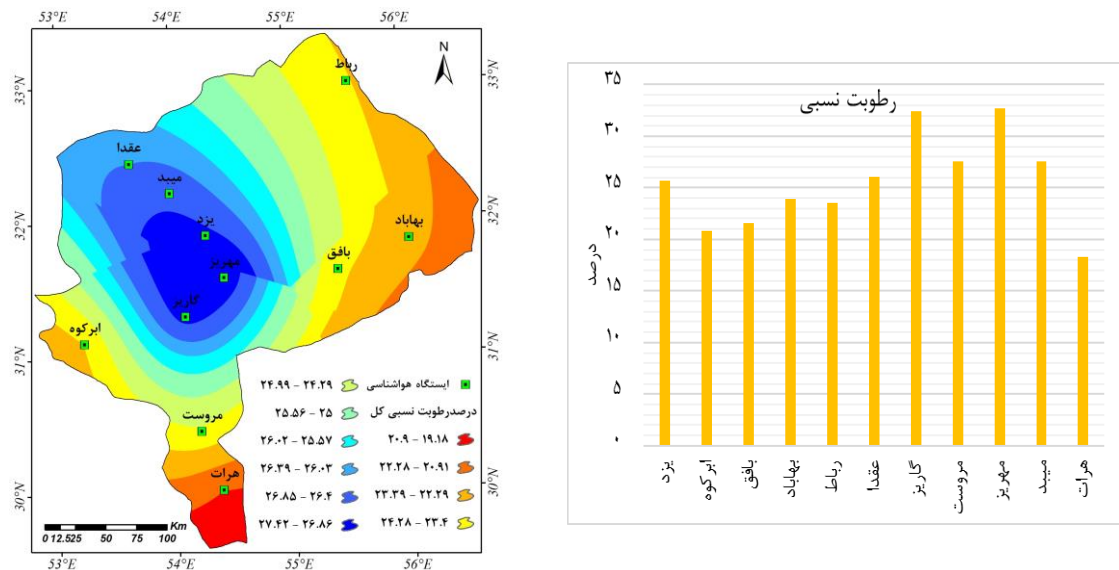 53°E 54°E 55°E 56°E
N
33°N 32°N 31°N 30°N
33°N 32°N 31°N 30°N
رباط
عقدا
میبد
یزد
بهاباد
بافق
مهریز
گاریز
ابرکوه
مروست
هرات
ایستگاه هواشناسی
۲۴.۹۹ - ۲۴.۲۹
درصدرطوبت نسبی کل
۲۵.۵۶ - ۲۵
۲۰.۹ - ۱۹.۱۸
۲۶.۰۲ - ۲۵.۵۷
۲۲.۲۸ - ۲۰.۹۱
۲۶.۳۹ - ۲۶.۰۳
۲۳.۳۹ - ۲۲.۲۹
۲۶.۸۵ - ۲۶.۴
۲۴.۲۸ - ۲۳.۴
۲۷.۴۲ - ۲۶.۸۶
Km
0 12.525 50 75 100
53°E 54°E 55°E 56°E
رطوبت نسبی
درصد
۳۵
۳۰
۲۵
۲۰
۱۵
۱۰
۵
۰
یزد
ابرکوه
بافق
بهاباد
رباط
عقدا
گاریز
مروست
مهریز
میبد
هرات